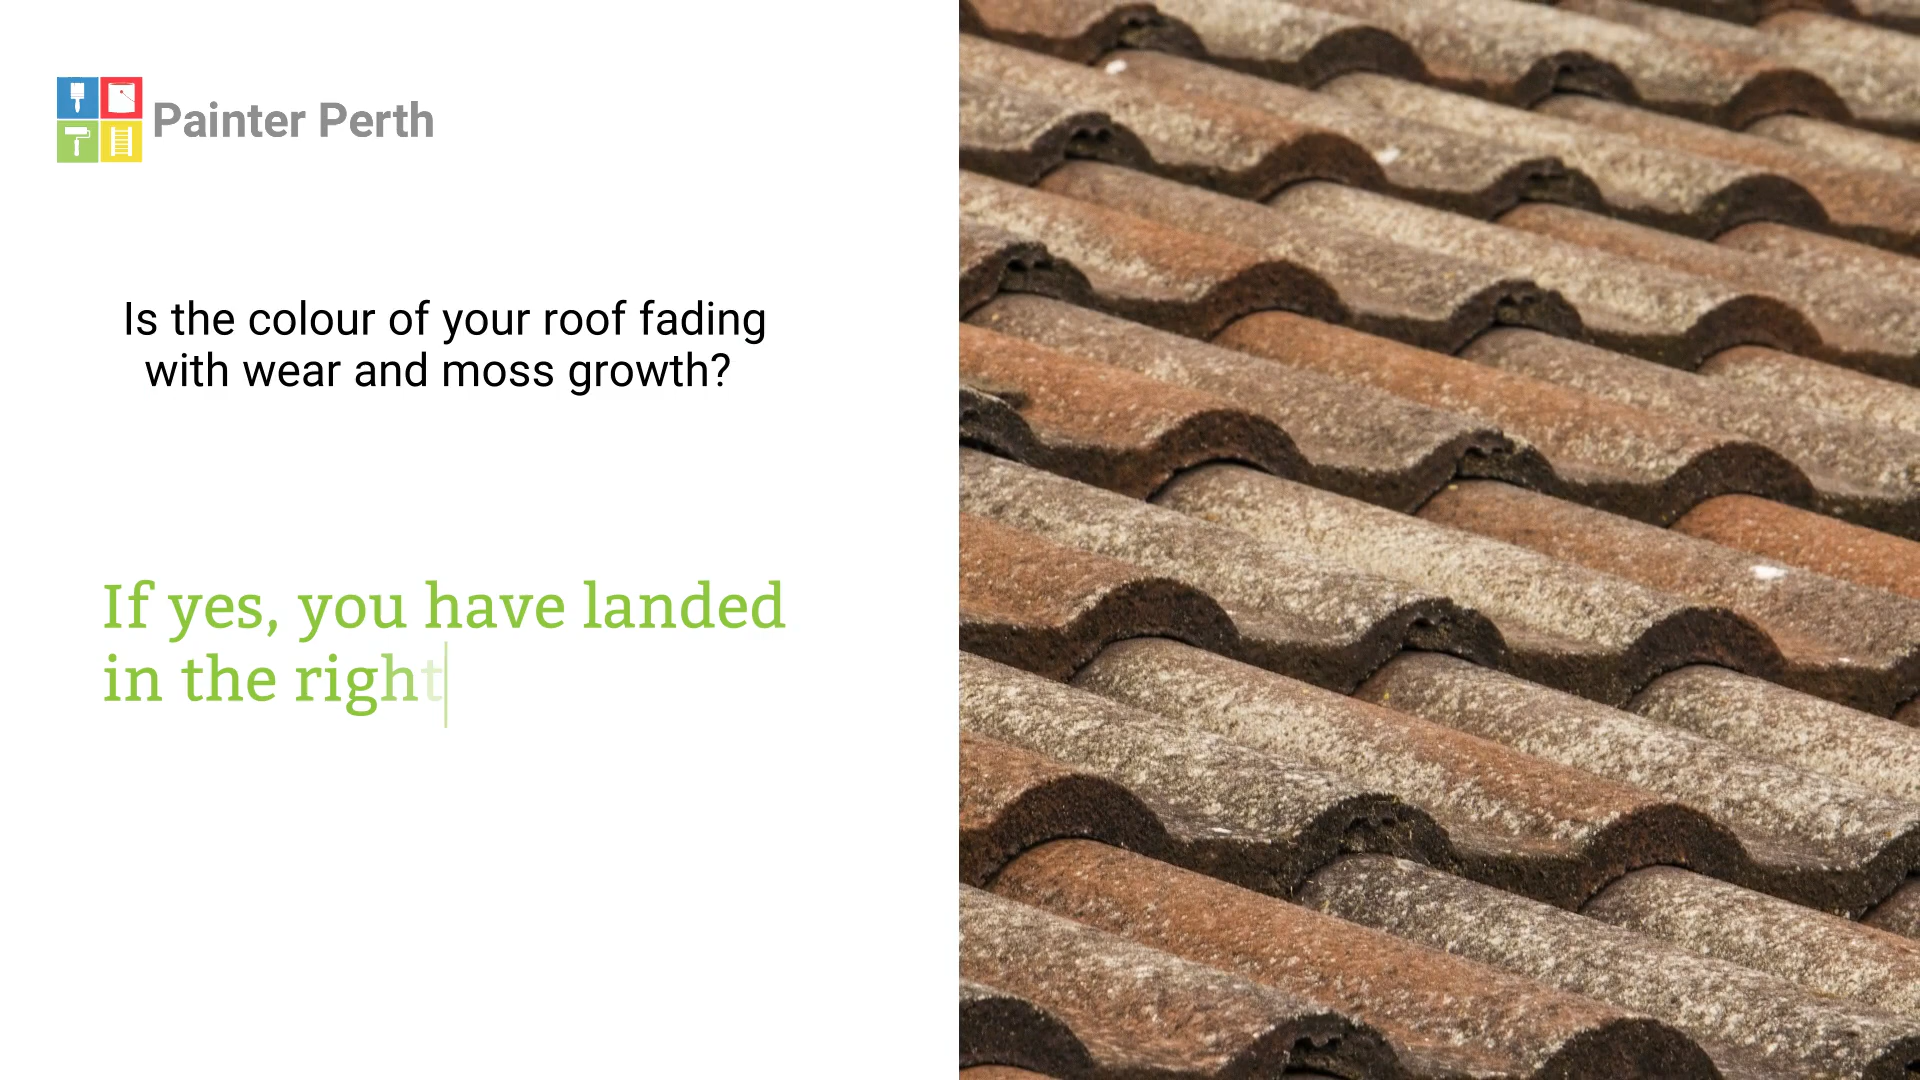 Painter Perth
Is the colour of your roof fading
with wear and moss growth?
If yes, you have landed
in the right